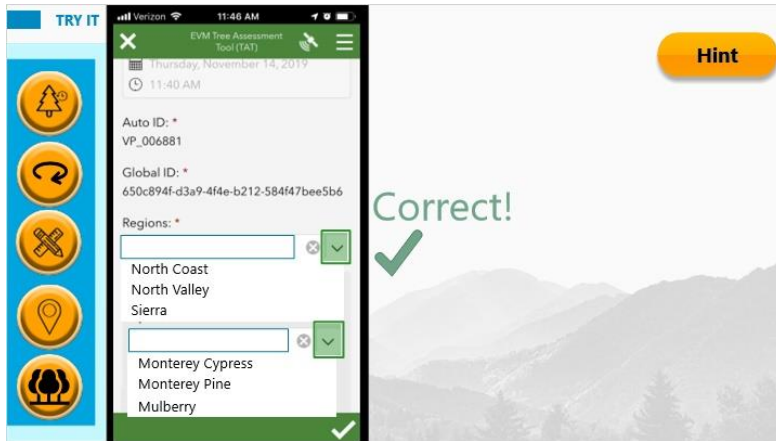 TRY IT
Verizon 11:46 AM
EVM Tree Assessment
Tool (TAT)
Thursday, November 14, 2019
11:40 AM
Auto ID: *
VP_006881
Global ID: *
650c894f-d3a9-4f4e-b212-584f47bee5b6
Regions: *
North Coast
North Valley
Sierra
Monterey Cypress
Monterey Pine
Mulberry
Correct!
Hint